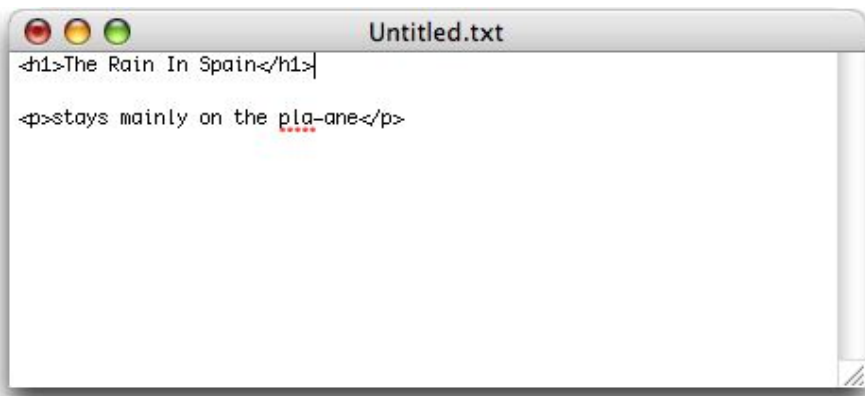 Untitled.txt
<h1>The Rain In Spain</h1>
<p>stays mainly on the pla-ane</p>